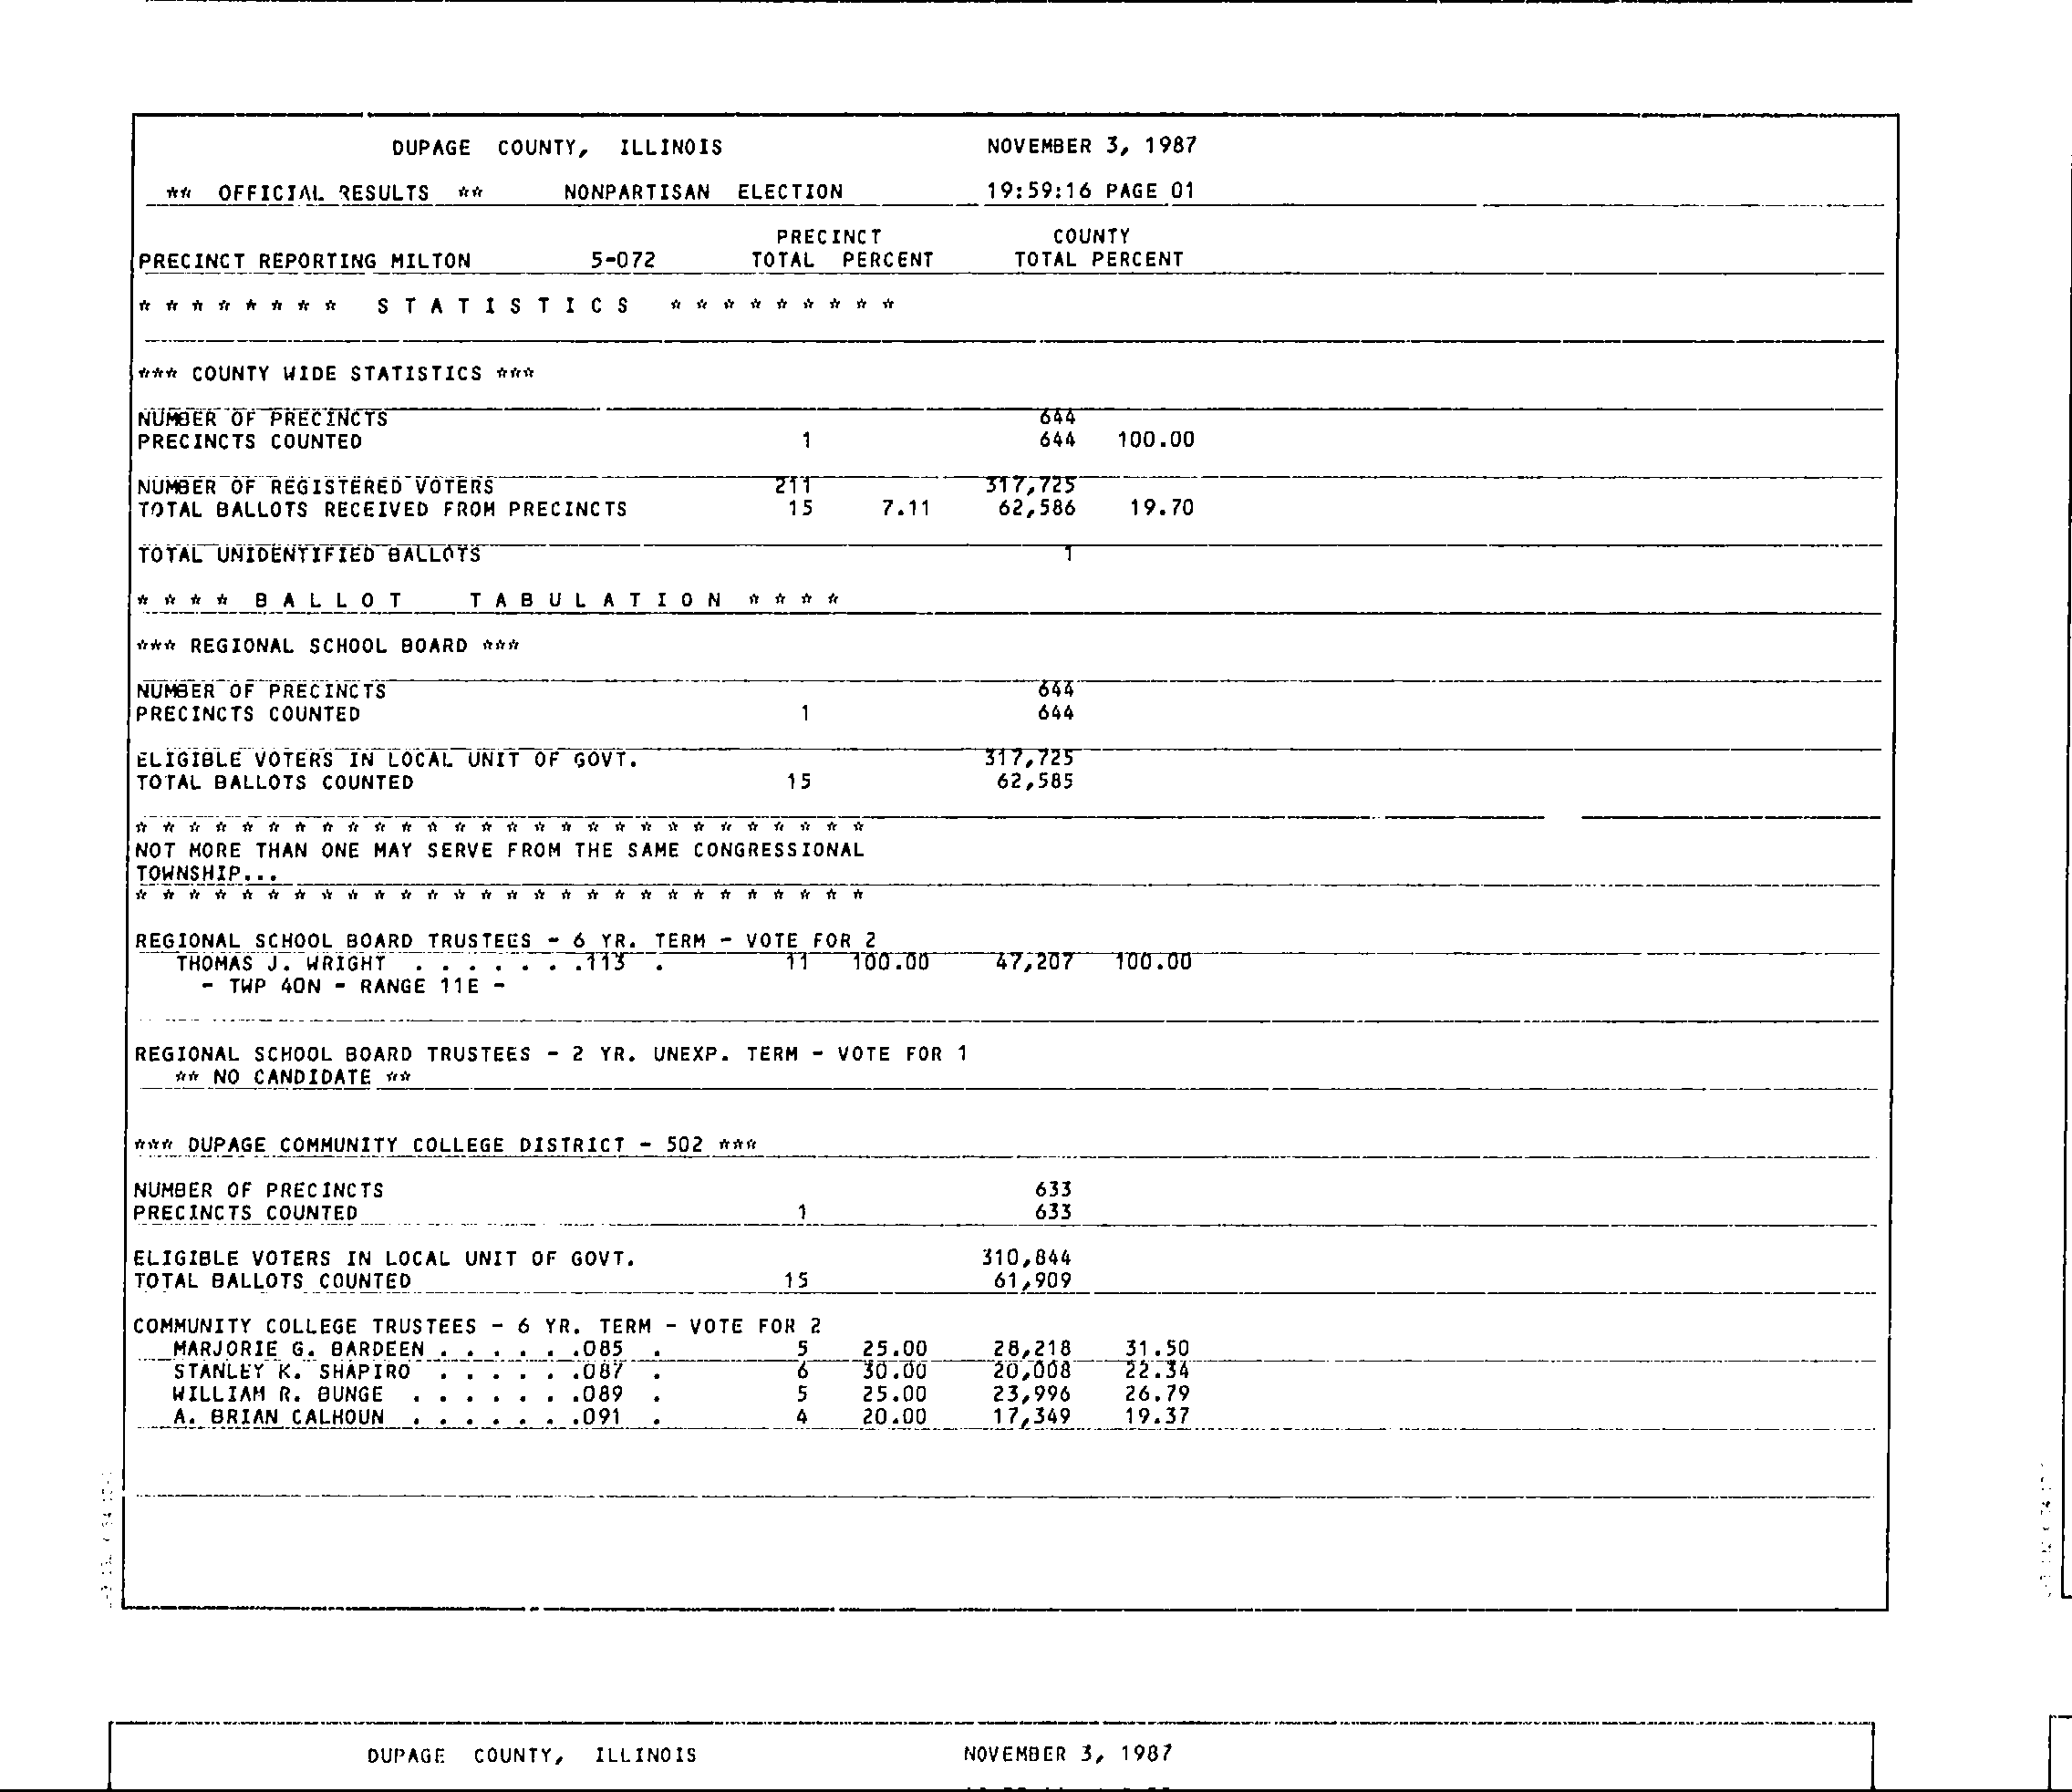 DUPAGE COUNTY, ILLINOIS NOVEMBER 3, 1987
** OFFICIAL RESULTS ** NONPARTISAN ELECTION 19:59:16 PAGE 01
PRECINCT COUNTY
PRECINCT REPORTING MILTON 5-072 TOTAL PERCENT TOTAL PERCENT
* * * * * * * * S T A T I S T I C S * * * * * * * * *
*** COUNTY WIDE STATISTICS ***
NUMBER OF PRECINCTS 644
PRECINCTS COUNTED 1 644 100.00
NUMBER OF REGISTERED VOTERS 211 317,725
TOTAL BALLOTS RECEIVED FROM PRECINCTS 15 7.11 62,586 19.70
TOTAL UNIDENTIFIED BALLOTS 1
* * * * B A L L O T T A B U L A T I O N * * * *
*** REGIONAL SCHOOL BOARD ***
NUMBER OF PRECINCTS 644
PRECINCTS COUNTED 1 644
ELIGIBLE VOTERS IN LOCAL UNIT OF GOVT. 317,725
TOTAL BALLOTS COUNTED 15 62,585
* * * * * * * * * * * * * * * * * * * * * * * * * * * *
NOT MORE THAN ONE MAY SERVE FROM THE SAME CONGRESSIONAL
TOWNSHIP...
* * * * * * * * * * * * * * * * * * * * * * * * * * * *
REGIONAL SCHOOL BOARD TRUSTEES - 6 YR. TERM - VOTE FOR 2
THOMAS J. WRIGHT . . . . . . .113 . 11 100.00 47,207 100.00
- TWP 40N - RANGE 11E -
REGIONAL SCHOOL BOARD TRUSTEES - 2 YR. UNEXP. TERM - VOTE FOR 1
** NO CANDIDATE **
*** DUPAGE COMMUNITY COLLEGE DISTRICT - 502 ***
NUMBER OF PRECINCTS 633
PRECINCTS COUNTED 1 633
ELIGIBLE VOTERS IN LOCAL UNIT OF GOVT. 310,844
TOTAL BALLOTS COUNTED 15 61,909
COMMUNITY COLLEGE TRUSTEES - 6 YR. TERM - VOTE FOR 2
MARJORIE G. BARDEEN . . . . . .085 . 5 25.00 28,218 31.50
STANLEY K. SHAPIRO . . . . . .087 . 6 30.00 20,008 22.34
WILLIAM R. BUNGE . . . . . . .089 . 5 25.00 23,996 26.79
A. BRIAN CALHOUN . . . . . . .091 . 4 20.00 17,349 19.37
DUPAGE COUNTY, ILLINOIS NOVEMBER 3, 1987